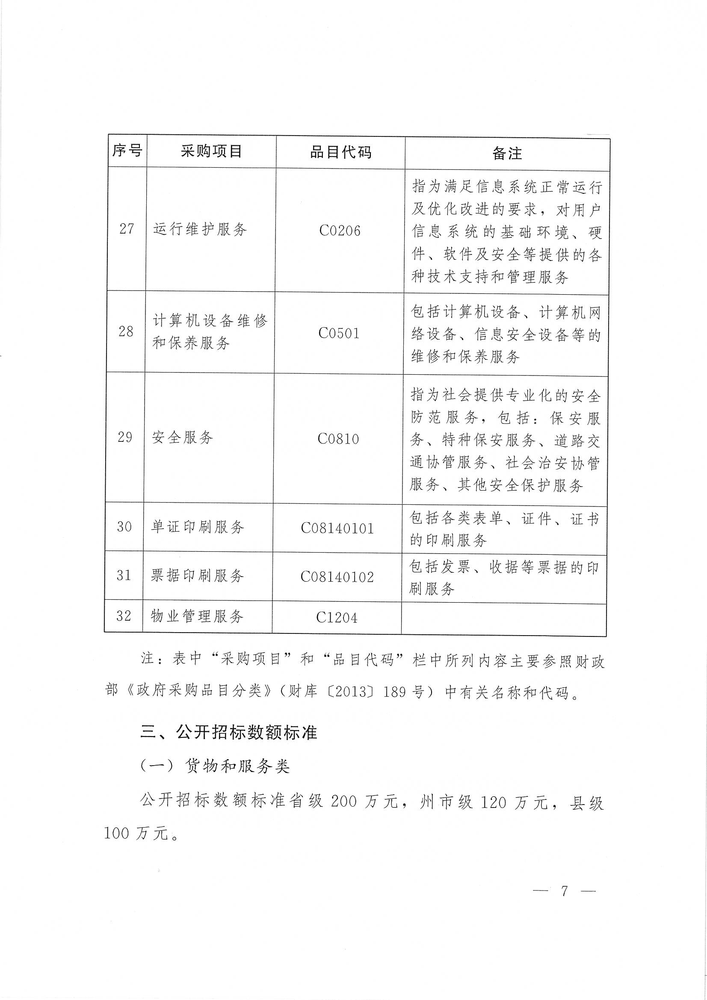 序号 采购项目 品目代码 备注
27 运行维护服务 C0206
指为满足信息系统正常运行
及优化改进的要求，对用户
信息系统的基础环境、硬
件、软件及安全等提供的各
种技术支持和管理服务
28
计算机设备维修
和保养服务
C0501
包括计算机设备、计算机网
络设备、信息安全设备等的
维修和保养服务
29 安全服务 C0810
指为社会提供专业化的安全
防范服务，包括：保安服
务、特种保安服务、道路交
通协管服务、社会治安协管
服务、其他安全保护服务
30 单证印刷服务 C08140101
包括各类表单、证件、证书
的印刷服务
31 票据印刷服务 C08140102
包括发票、收据等票据的印
刷服务
32 物业管理服务 C1204
注：表中“采购项目”和“品目代码”栏中所列内容主要参照财政
部《政府采购品目分类》（财库〔2013〕189号）中有关名称和代码。
三、公开招标数额标准
（一）货物和服务类
公开招标数额标准省级200万元，州市级120万元，县级
100万元。
— 7 —